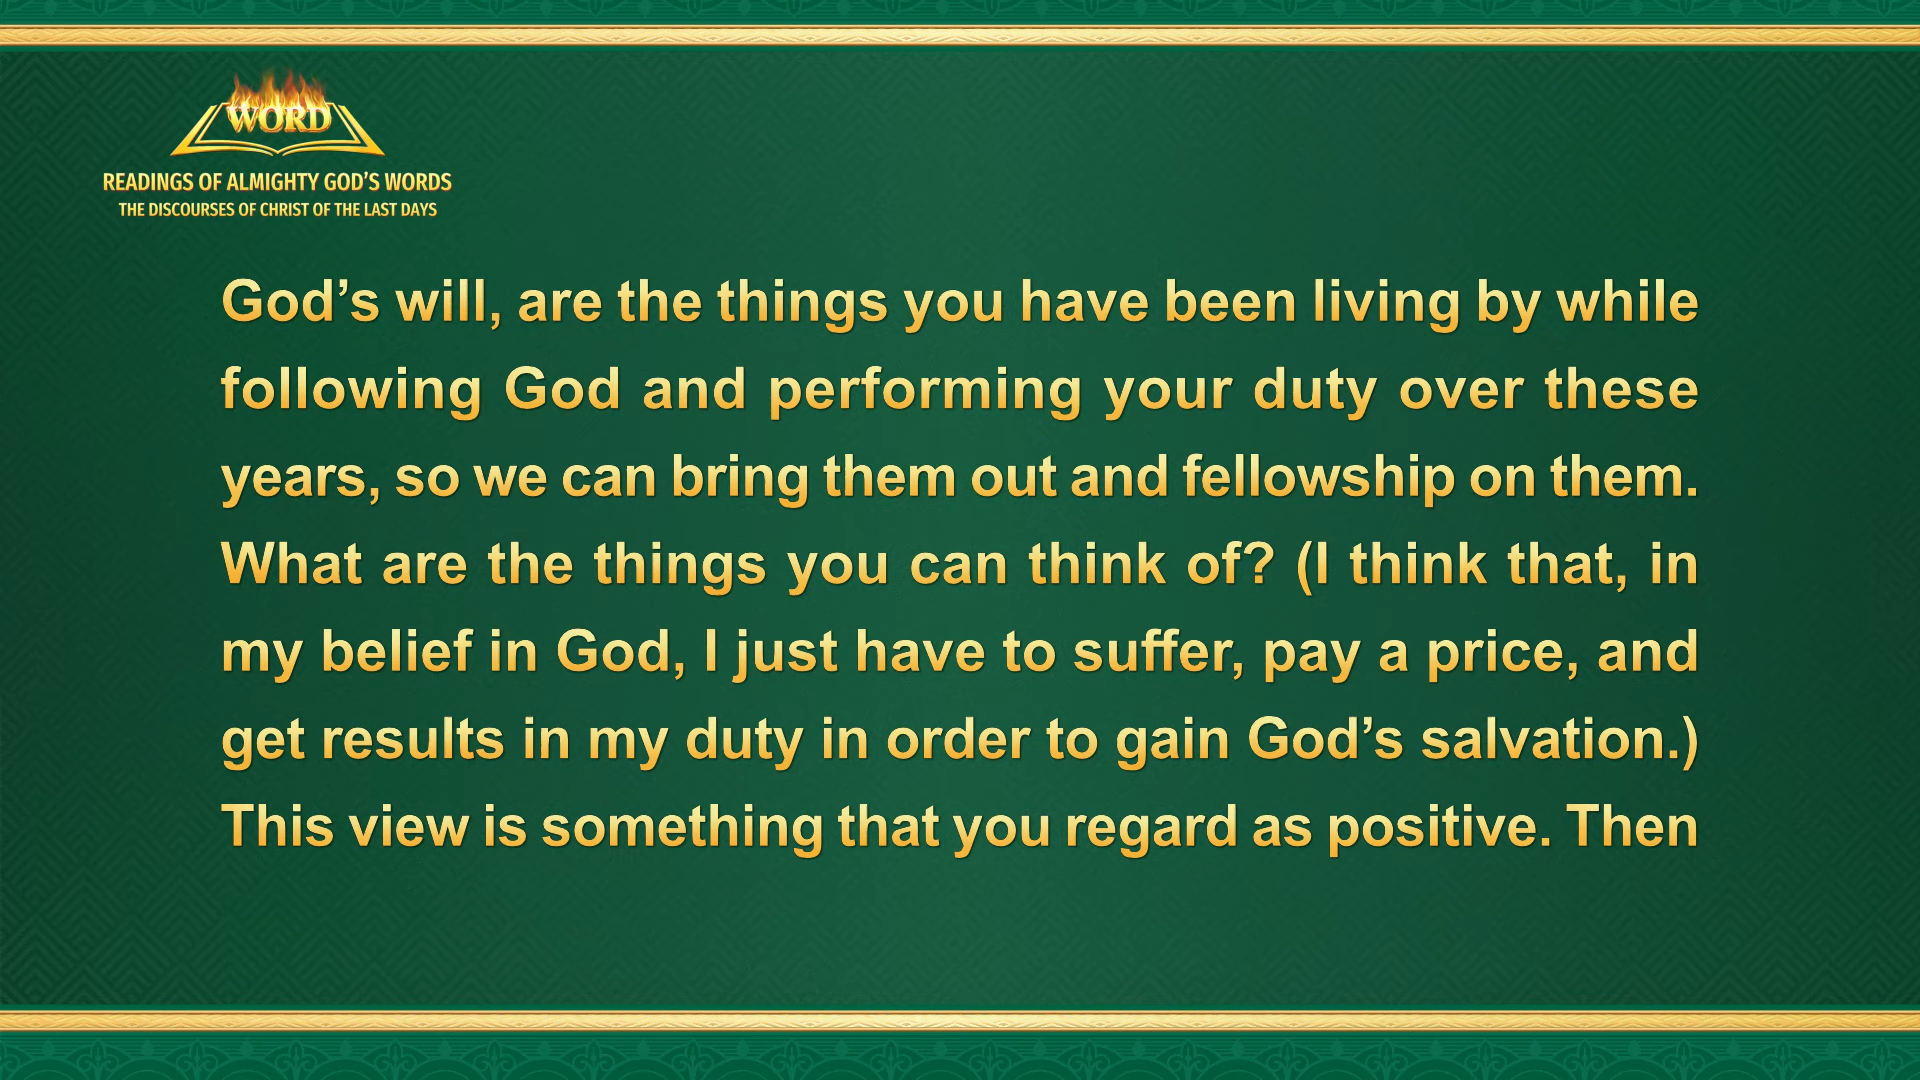 WORD
READINGS OF ALMIGHTY GOD’S WORDS
THE DISCOURSES OF CHRIST OF THE LAST DAYS
God’s will, are the things you have been living by while
following God and performing your duty over these
years, so we can bring them out and fellowship on them.
What are the things you can think of? (I think that, in
my belief in God, I just have to suffer, pay a price, and
get results in my duty in order to gain God’s salvation.)
This view is something that you regard as positive. Then